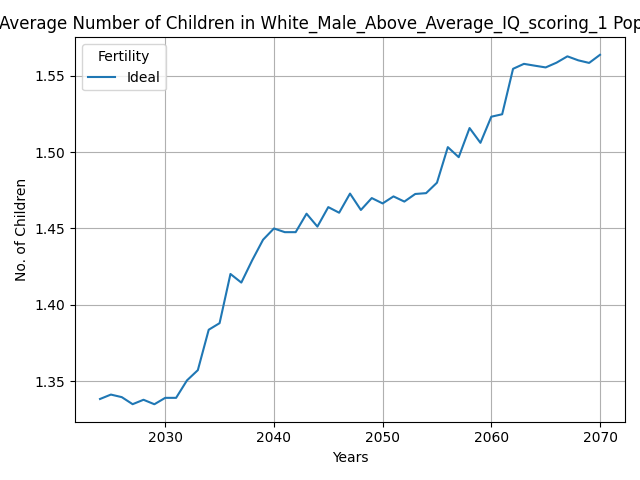 Average Number of Children in White_Male_Above_Average_IQ_scoring_1 Pop
Fertility
Ideal
No. of Children
1.55
1.50
1.45
1.40
1.35
2030 2040 2050 2060 2070
Years